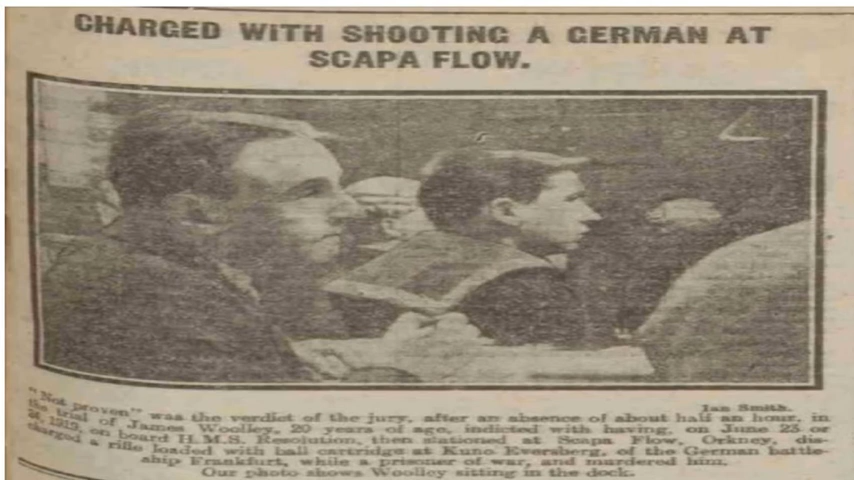 CHARGED WITH SHOOTING A GERMAN AT
SCAPA FLOW.
Ian Smith.
"Not proven" was the verdict of the jury, after an absence of about half an hour, in
the trial of James Woolley, 20 years of age, indicted with having, on June 23 or
24, 1919, on board H.M.S. Resolution, then stationed at Scapa Flow, Orkney, dis-
charged a rifle loaded with ball cartridge at Kuno Eversberg, of the German battle-
ship Frankfurt, while a prisoner of war, and murdered him.
Our photo shows Woolley sitting in the dock.